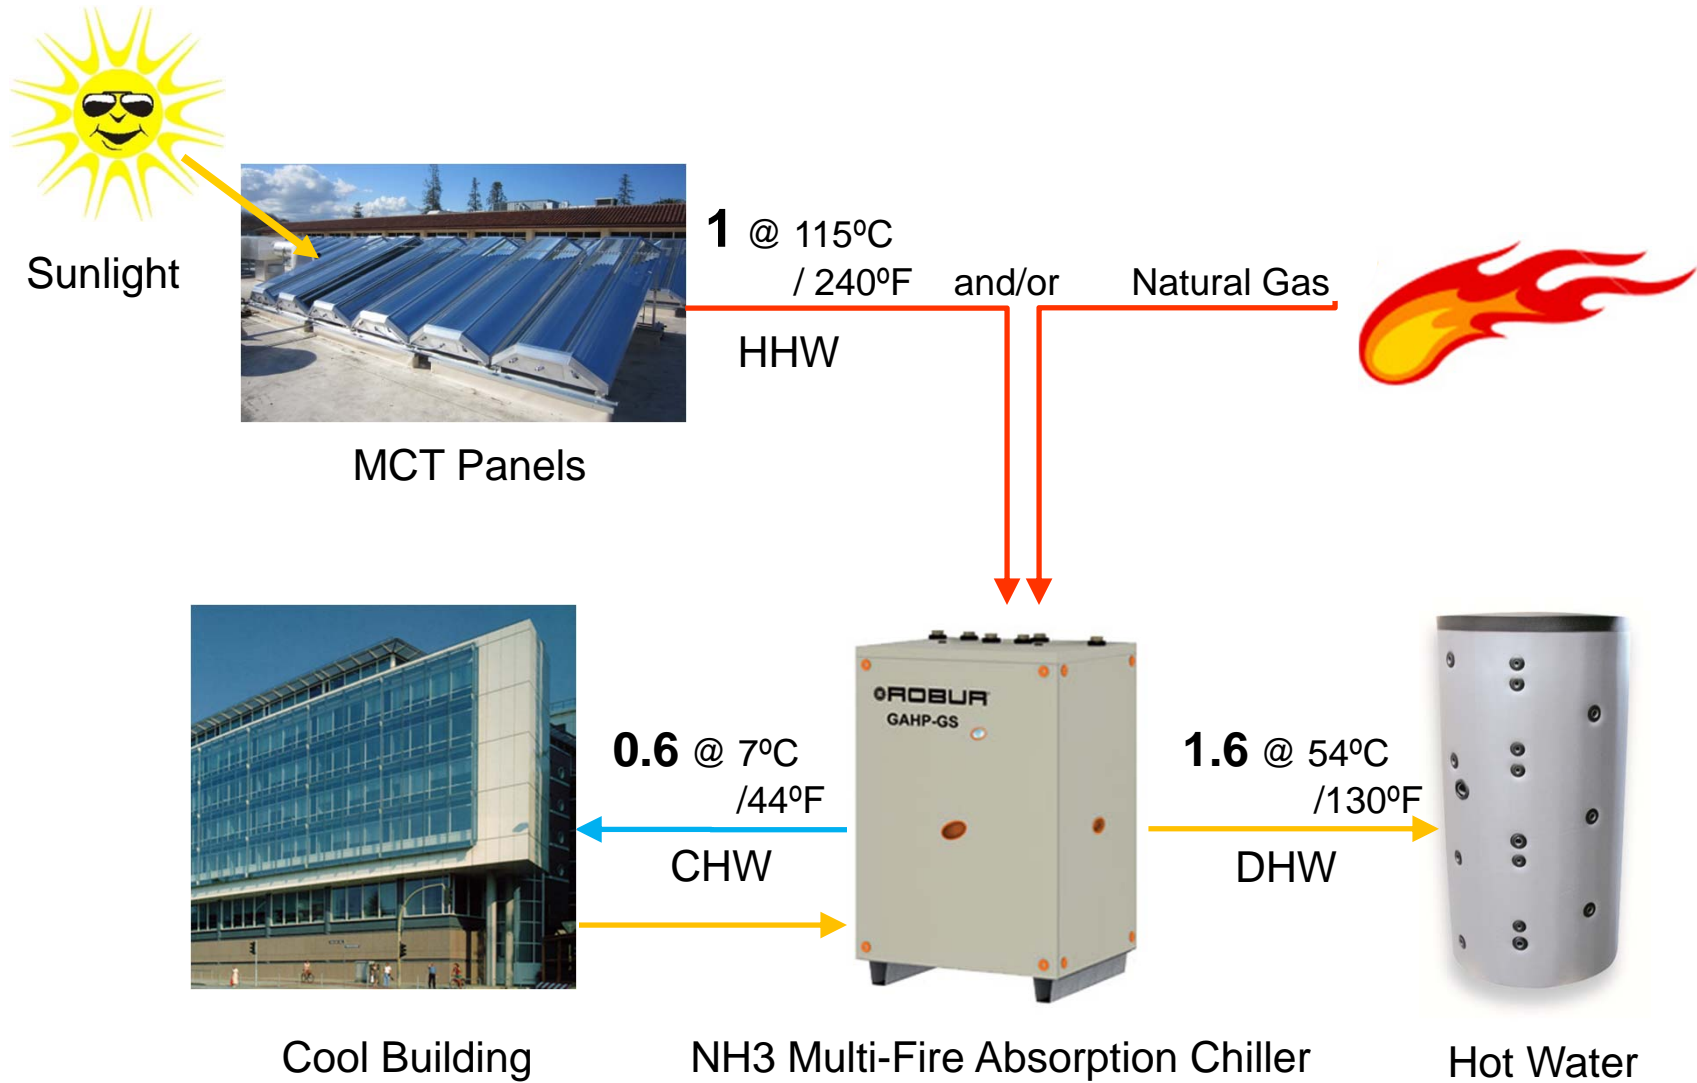 Sunlight
1 @ 115ºC
/ 240ºF
and/or
Natural Gas
HHW
MCT Panels
ROBUR
GAHP-GS
0.6 @ 7ºC
/44ºF
CHW
1.6 @ 54ºC
/130ºF
DHW
Cool Building
NH3 Multi-Fire Absorption Chiller
Hot Water